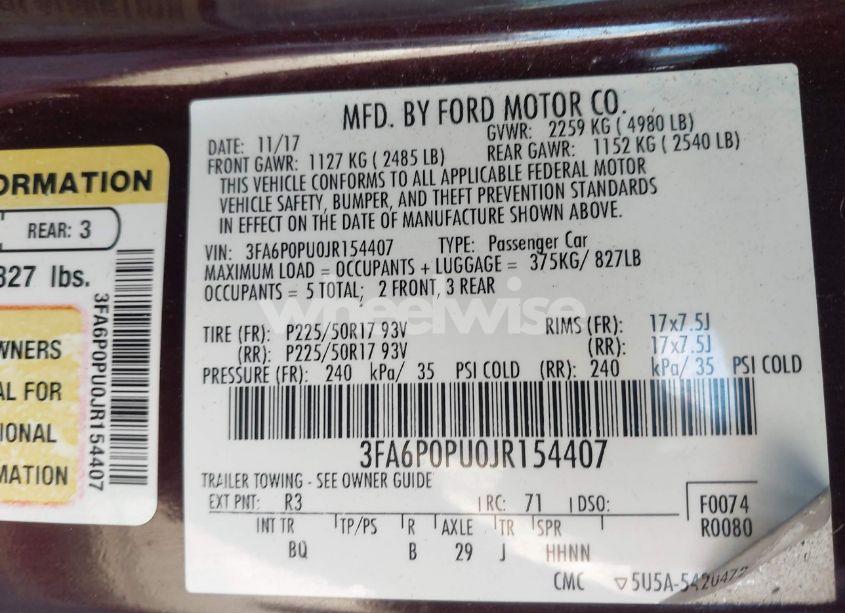 ORMATION
REAR: 3
827 lbs.
WNERS
AL FOR
IONAL
MATION
3FA6P0PU0JR154407
MFD. BY FORD MOTOR CO.
DATE: 11/17 GVWR: 2259 KG ( 4980 LB)
FRONT GAWR: 1127 KG ( 2485 LB) REAR GAWR: 1152 KG ( 2540 LB)
THIS VEHICLE CONFORMS TO ALL APPLICABLE FEDERAL MOTOR
VEHICLE SAFETY, BUMPER, AND THEFT PREVENTION STANDARDS
IN EFFECT ON THE DATE OF MANUFACTURE SHOWN ABOVE.
VIN: 3FA6P0PU0JR154407 TYPE: Passenger Car
MAXIMUM LOAD = OCCUPANTS + LUGGAGE = 375KG/ 827LB
OCCUPANTS = 5 TOTAL; 2 FRONT, 3 REAR
wheelwise
TIRE (FR): P225/50R17 93V RIMS (FR): 17x7.5J
(RR): P225/50R17 93V (RR): 17x7.5J
PRESSURE (FR): 240 kPa/ 35 PSI COLD (RR): 240 kPa/ 35 PSI COLD
3FA6P0PU0JR154407
TRAILER TOWING - SEE OWNER GUIDE
EXT PNT: R3 RC: 71 DSO: F0074
R0080
INT TR TP/PS R AXLE TR SPR
BQ B 29 J HHNN
CMC ▽5U5A-5420472